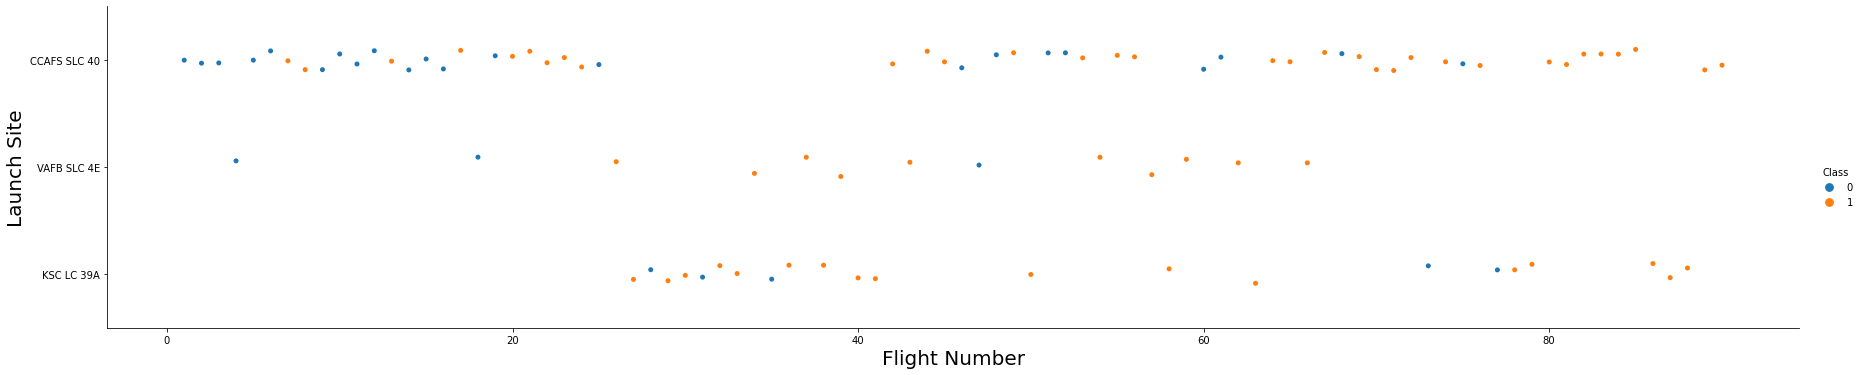 Launch Site
CCAFS SLC 40
VAFB SLC 4E
KSC LC 39A
0
20
40
60
80
Flight Number
Class
0
1